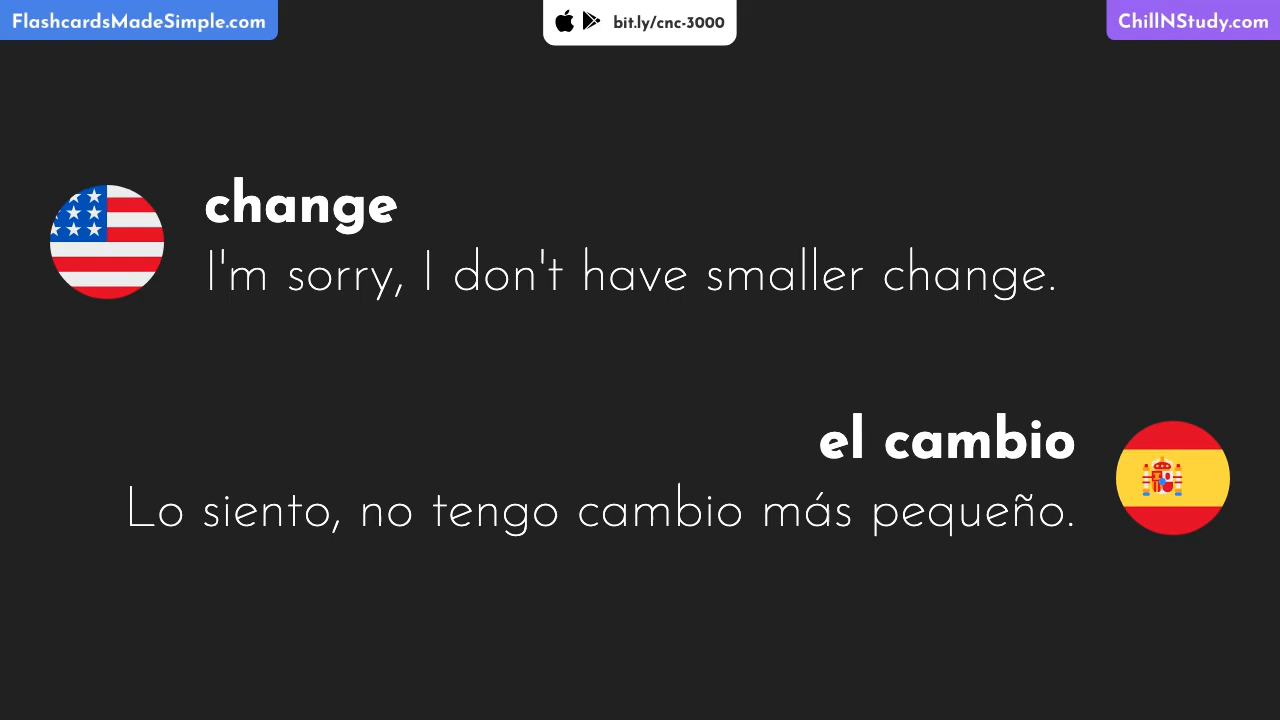 FlashcardsMadeSimple.com
bit.ly/cnc-3000
ChillNStudy.com
change
I'm sorry, I don't have smaller change.
el cambio
Lo siento, no tengo cambio más pequeño.